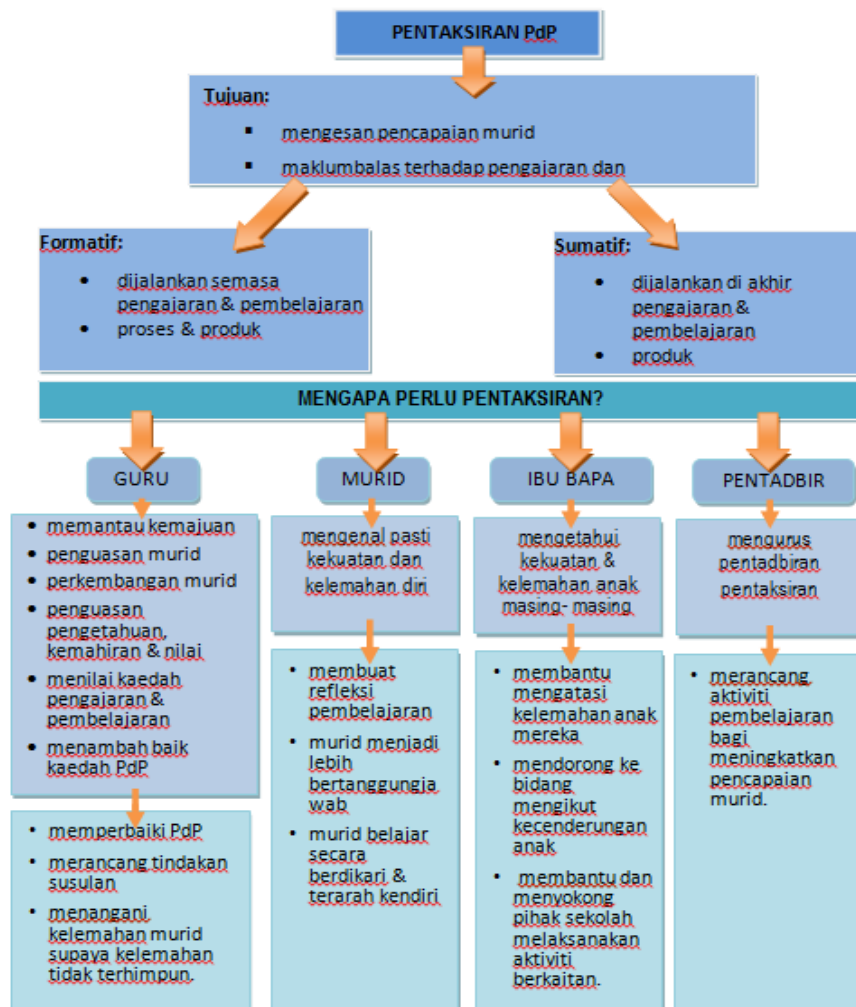 PENTAKSIRAN PdP
Tujuan:
mengesan pencapaian murid
maklumbalas terhadap pengajaran dan
Formatif:
dijalankan semasa
pengajaran & pembelajaran
proses & produk
Sumatif:
dijalankan di akhir
pengajaran &
pembelajaran
produk
MENGAPA PERLU PENTAKSIRAN?
GURU
memantau kemajuan
penguasan murid
perkembangan murid
penguasan
pengetahuan,
kemahiran & nilai
menilai kaedah
pengajaran &
pembelajaran
menambah baik
kaedah PdP
memperbaiki PdP
merancang tindakan
susulan
menangani
kelemahan murid
supaya kelemahan
tidak terhimpun.
MURID
mengenal pasti
kekuatan dan
kelemahan diri
membuat
refleksi
pembelajaran
murid menjadi
lebih
bertanggungja
wab
murid belajar
secara
berdikari &
terarah kendiri
IBU BAPA
mengetahui
kekuatan &
kelemahan anak
masing- masing
membantu
mengatasi
kelemahan anak
mereka
mendorong ke
bidang
mengikut
kecenderungan
anak
membantu dan
menyokong
pihak sekolah
melaksanakan
aktiviti
berkaitan.
PENTADBIR
mengurus
pentadbiran
pentaksiran
merancang
aktiviti
pembelajaran
bagi
meningkatkan
pencapaian
murid.